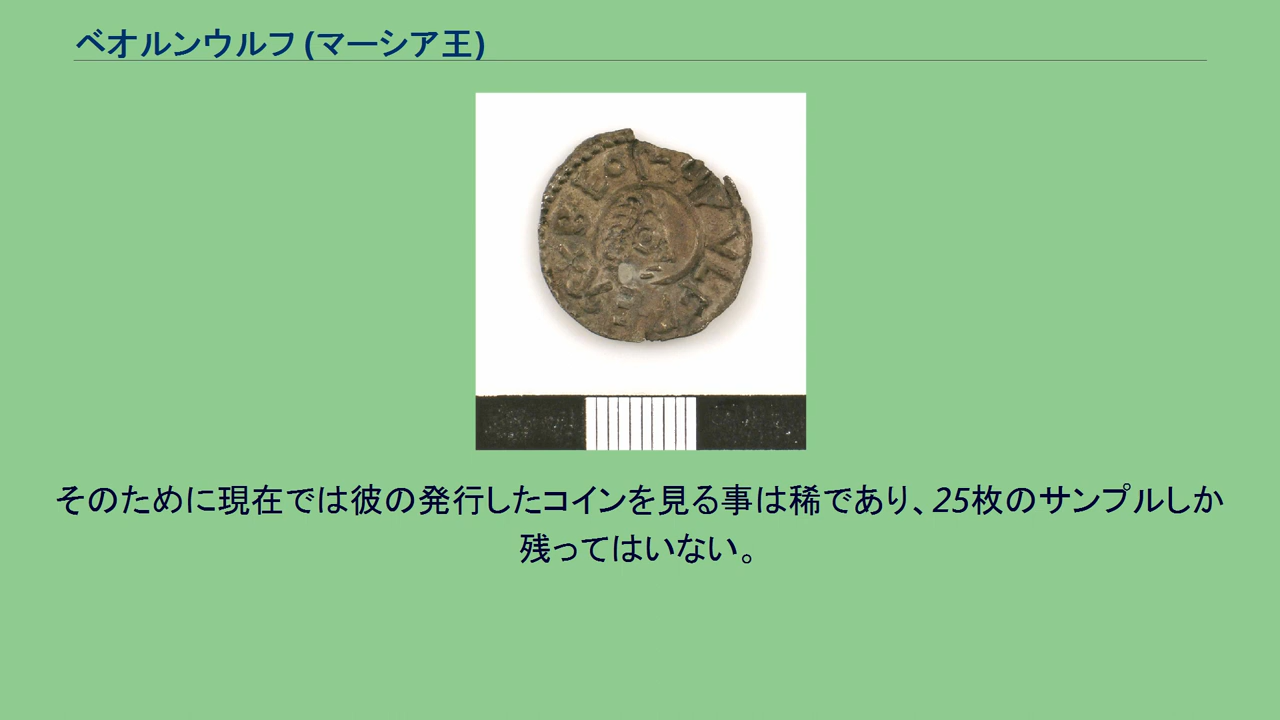 ベオルンウルフ (マーシア王)
そのために現在では彼の発行したコインを見る事は稀であり、25枚のサンプルしか
残ってはいない。